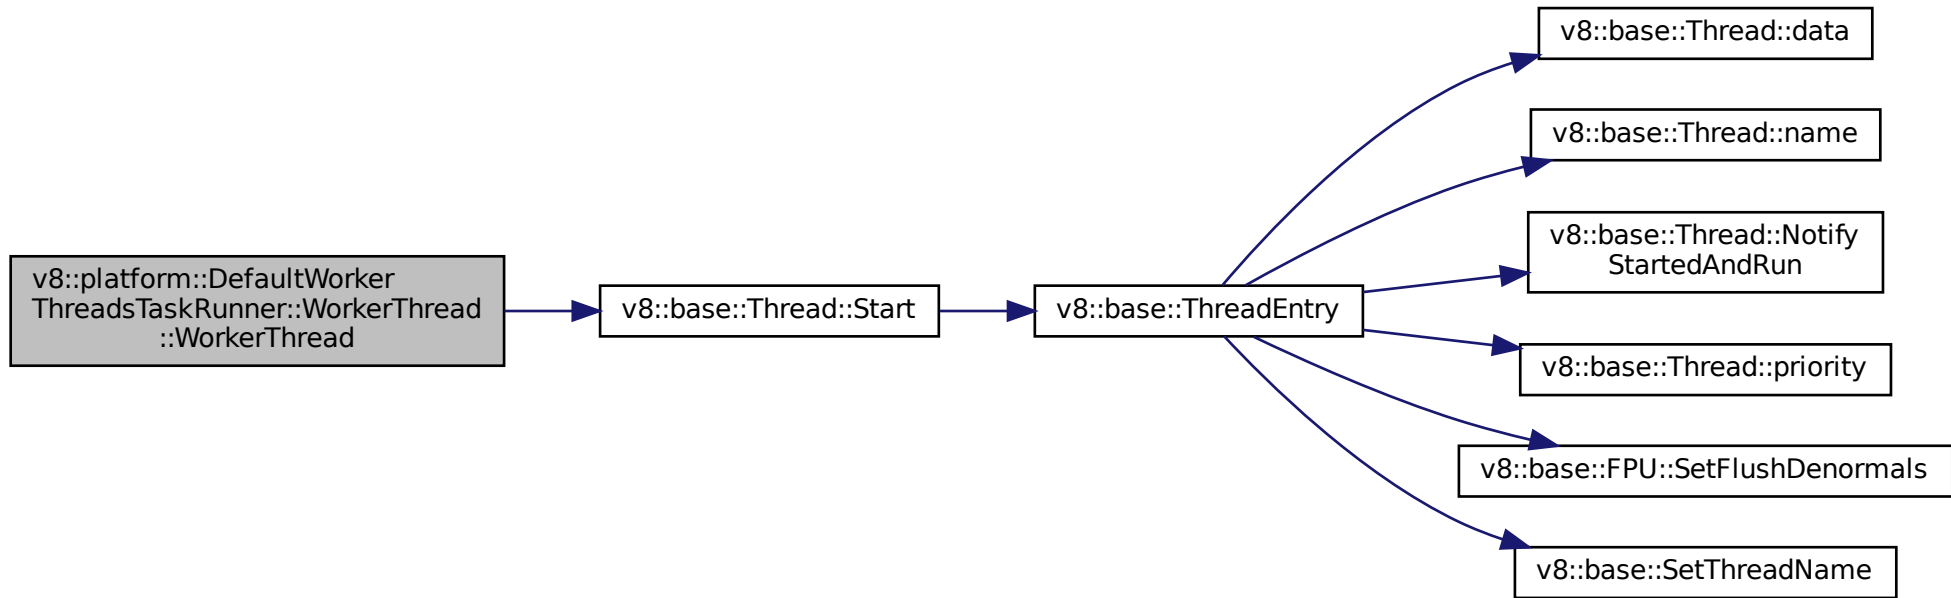 v8::platform::DefaultWorker
ThreadsTaskRunner::WorkerThread
::WorkerThread
v8::base::Thread::Start
v8::base::ThreadEntry
v8::base::Thread::data
v8::base::Thread::name
v8::base::Thread::Notify
StartedAndRun
v8::base::Thread::priority
v8::base::FPU::SetFlushDenormals
v8::base::SetThreadName